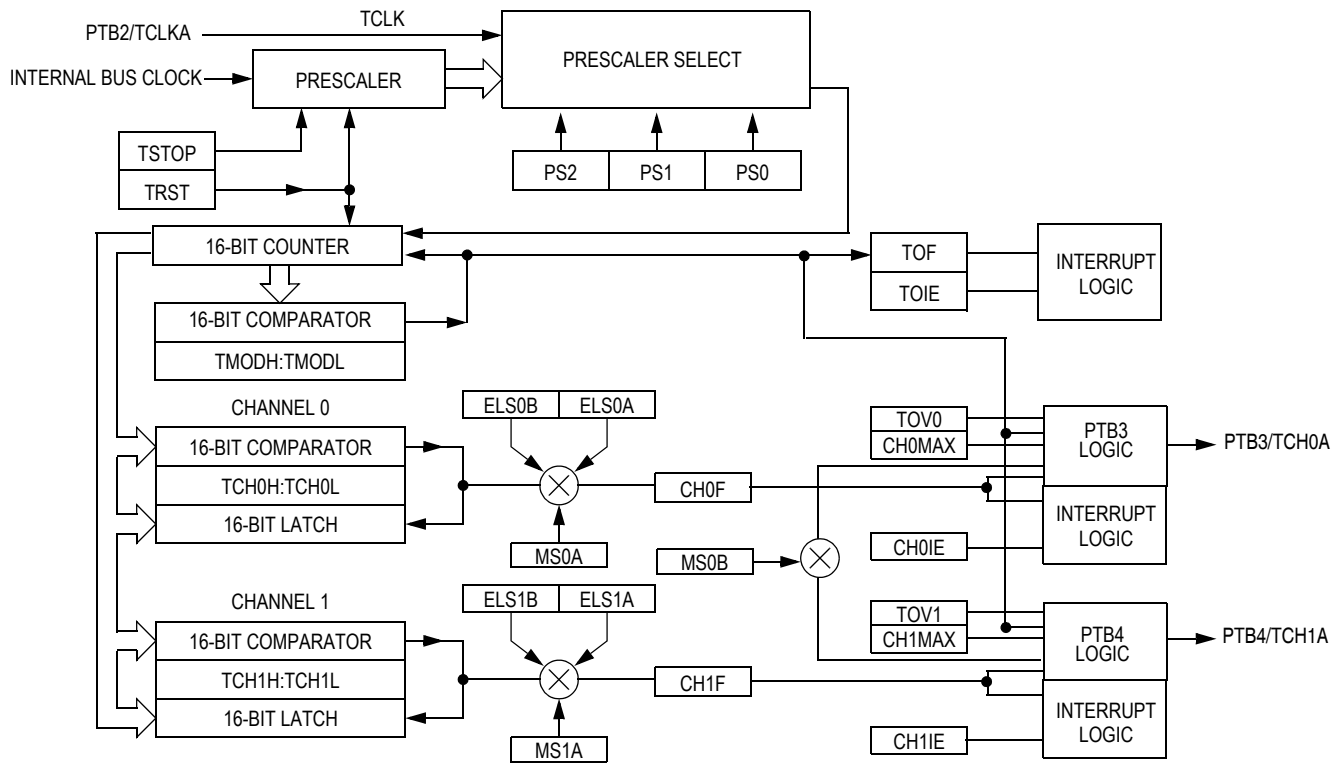 TCLK
PTB2/TCLKA
PRESCALER SELECT
INTERNAL BUS CLOCK
PRESCALER
TSTOP
TRST
PS2
PS1
PS0
16-BIT COUNTER
TOF
TOIE
INTERRUPT
LOGIC
16-BIT COMPARATOR
TMODH:TMODL
CHANNEL 0
ELS0B
ELS0A
16-BIT COMPARATOR
TCH0H:TCH0L
16-BIT LATCH
MS0A
CH0F
TOV0
CH0MAX
PTB3
LOGIC
PTB3/TCH0A
INTERRUPT
LOGIC
CH0IE
MS0B
CHANNEL 1
ELS1B
ELS1A
16-BIT COMPARATOR
TCH1H:TCH1L
16-BIT LATCH
MS1A
CH1F
TOV1
CH1MAX
PTB4
LOGIC
PTB4/TCH1A
INTERRUPT
LOGIC
CH1IE